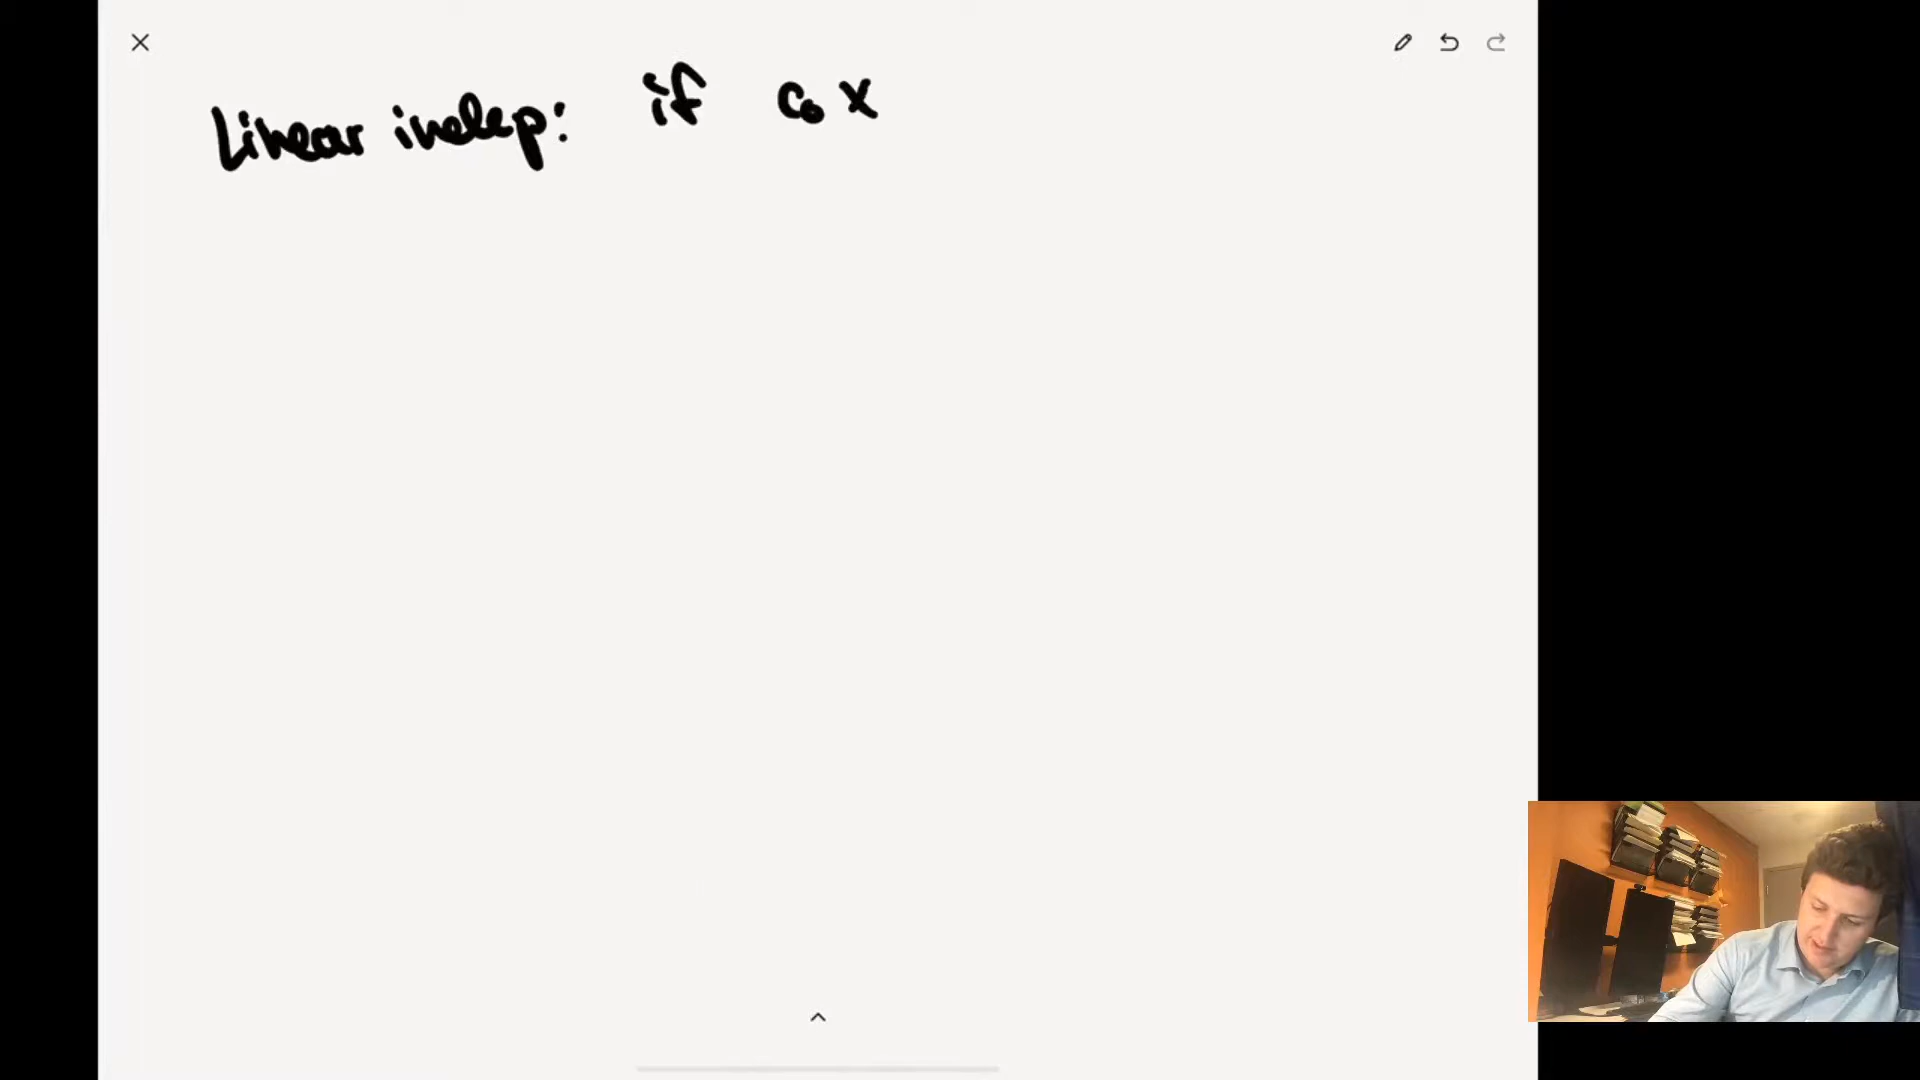 Linear indep: if c₀ x